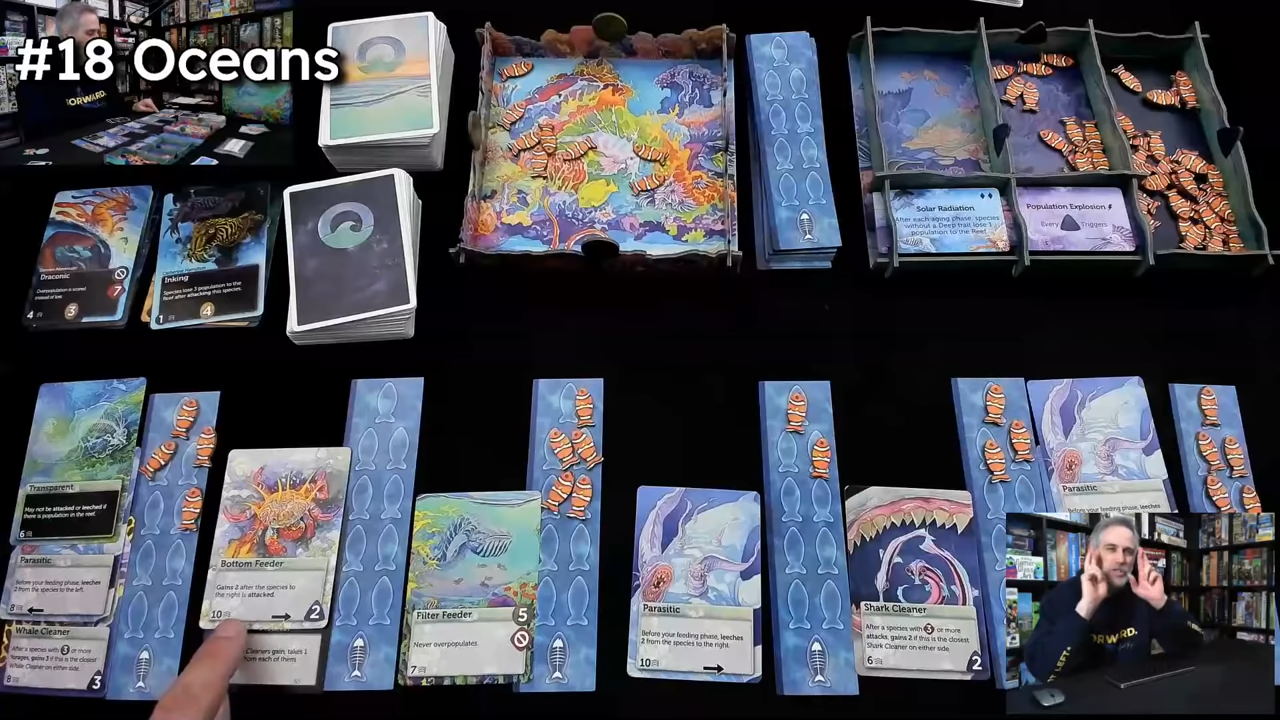 #18 Oceans
FORWARD.
Draconic
Overpopulation is scored
instead of lost.
7
4
3
Inking
Species lose 3 population to the
Reef after attacking this species.
1
4
Solar Radiation
After each aging phase, species
without a Deep trait lose 1
population to the Reef.
Population Explosion
Every
Triggers
Transparent
May not be attacked or leeched if
there is population in the reef.
6
Parasitic
Before your feeding phase, leeches
2 from the species to the left.
8
Whale Cleaner
After a species with 3 or more
forages, gains 3 if this is the closest
Whale Cleaner on either side.
8
3
Bottom Feeder
Gains 2 after the species to
the right is attacked.
10
2
Cleaners gain, takes 1
from each of them
Filter Feeder
5
Never overpopulates.
7
Parasitic
Before your feeding phase, leeches
2 from the species to the right.
10
Shark Cleaner
After a species with 3 or more
attacks, gains 2 if this is the closest
Shark Cleaner on either side.
6
2
Parasitic
Before your feeding phase, leeches
ORWARD.